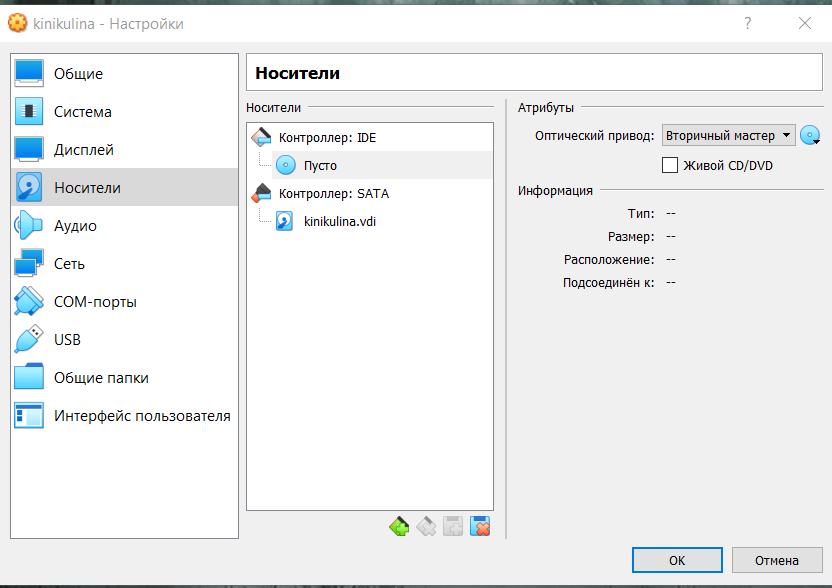 kinikulina - Настройки
?
Общие
Система
Дисплей
Носители
Аудио
Сеть
COM-порты
USB
Общие папки
Интерфейс пользователя
Носители
Носители
Контроллер: IDE
Пусто
Контроллер: SATA
kinikulina.vdi
Атрибуты
Оптический привод: Вторичный мастер
Живой CD/DVD
Информация
Тип: --
Размер: --
Расположение: --
Подсоединён к: --
OK Отмена